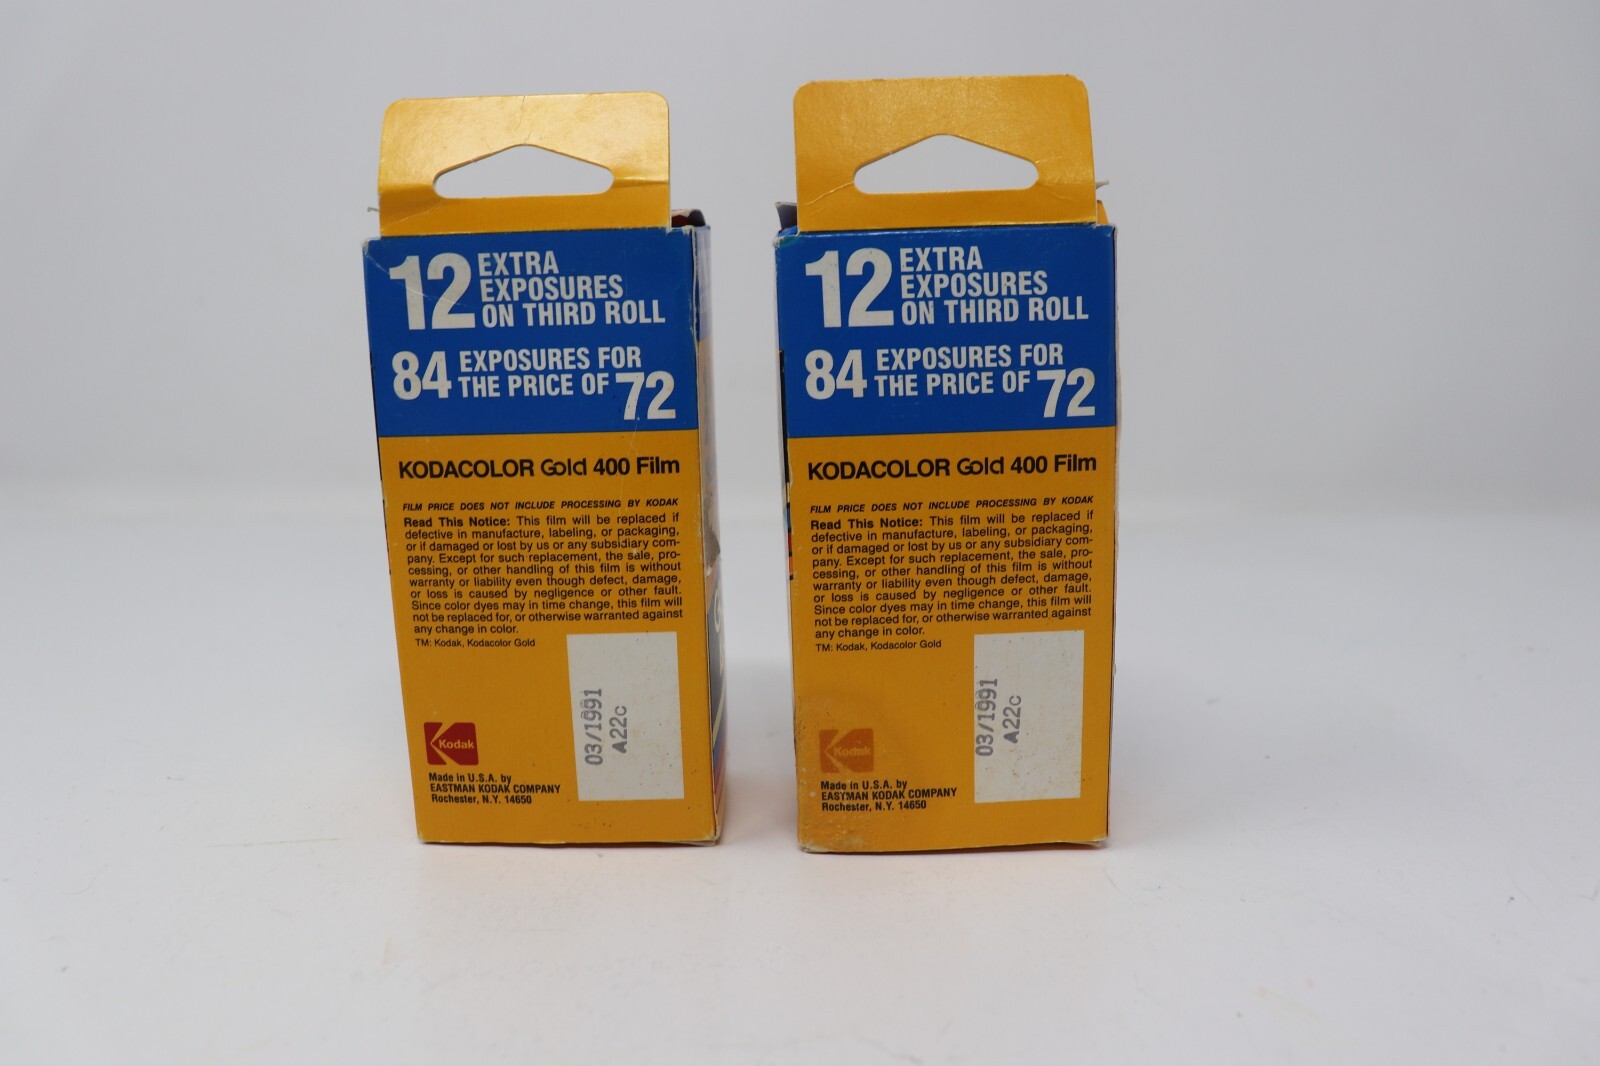 12 EXTRA
EXPOSURES
ON THIRD ROLL
84 EXPOSURES FOR
THE PRICE OF 72
KODACOLOR Gold 400 Film
FILM PRICE DOES NOT INCLUDE PROCESSING BY KODAK
Read This Notice: This film will be replaced if
defective in manufacture, labeling, or packaging,
or if damaged or lost by us or any subsidiary com-
pany. Except for such replacement, the sale, pro-
cessing, or other handling of this film is without
warranty or liability even though defect, damage,
or loss is caused by negligence or other fault.
Since color dyes may in time change, this film will
not be replaced for, or otherwise warranted against
any change in color.
TM: Kodak, Kodacolor Gold
03/1991
A22c
Kodak
Made in U.S.A. by
EASTMAN KODAK COMPANY
Rochester, N.Y. 14650
12 EXTRA
EXPOSURES
ON THIRD ROLL
84 EXPOSURES FOR
THE PRICE OF 72
KODACOLOR Gold 400 Film
FILM PRICE DOES NOT INCLUDE PROCESSING BY KODAK
Read This Notice: This film will be replaced if
defective in manufacture, labeling, or packaging,
or if damaged or lost by us or any subsidiary com-
pany. Except for such replacement, the sale, pro-
cessing, or other handling of this film is without
warranty or liability even though defect, damage,
or loss is caused by negligence or other fault.
Since color dyes may in time change, this film will
not be replaced for, or otherwise warranted against
any change in color.
TM: Kodak, Kodacolor Gold
03/1991
A22c
Kodak
Made in U.S.A. by
EASTMAN KODAK COMPANY
Rochester, N.Y. 14650